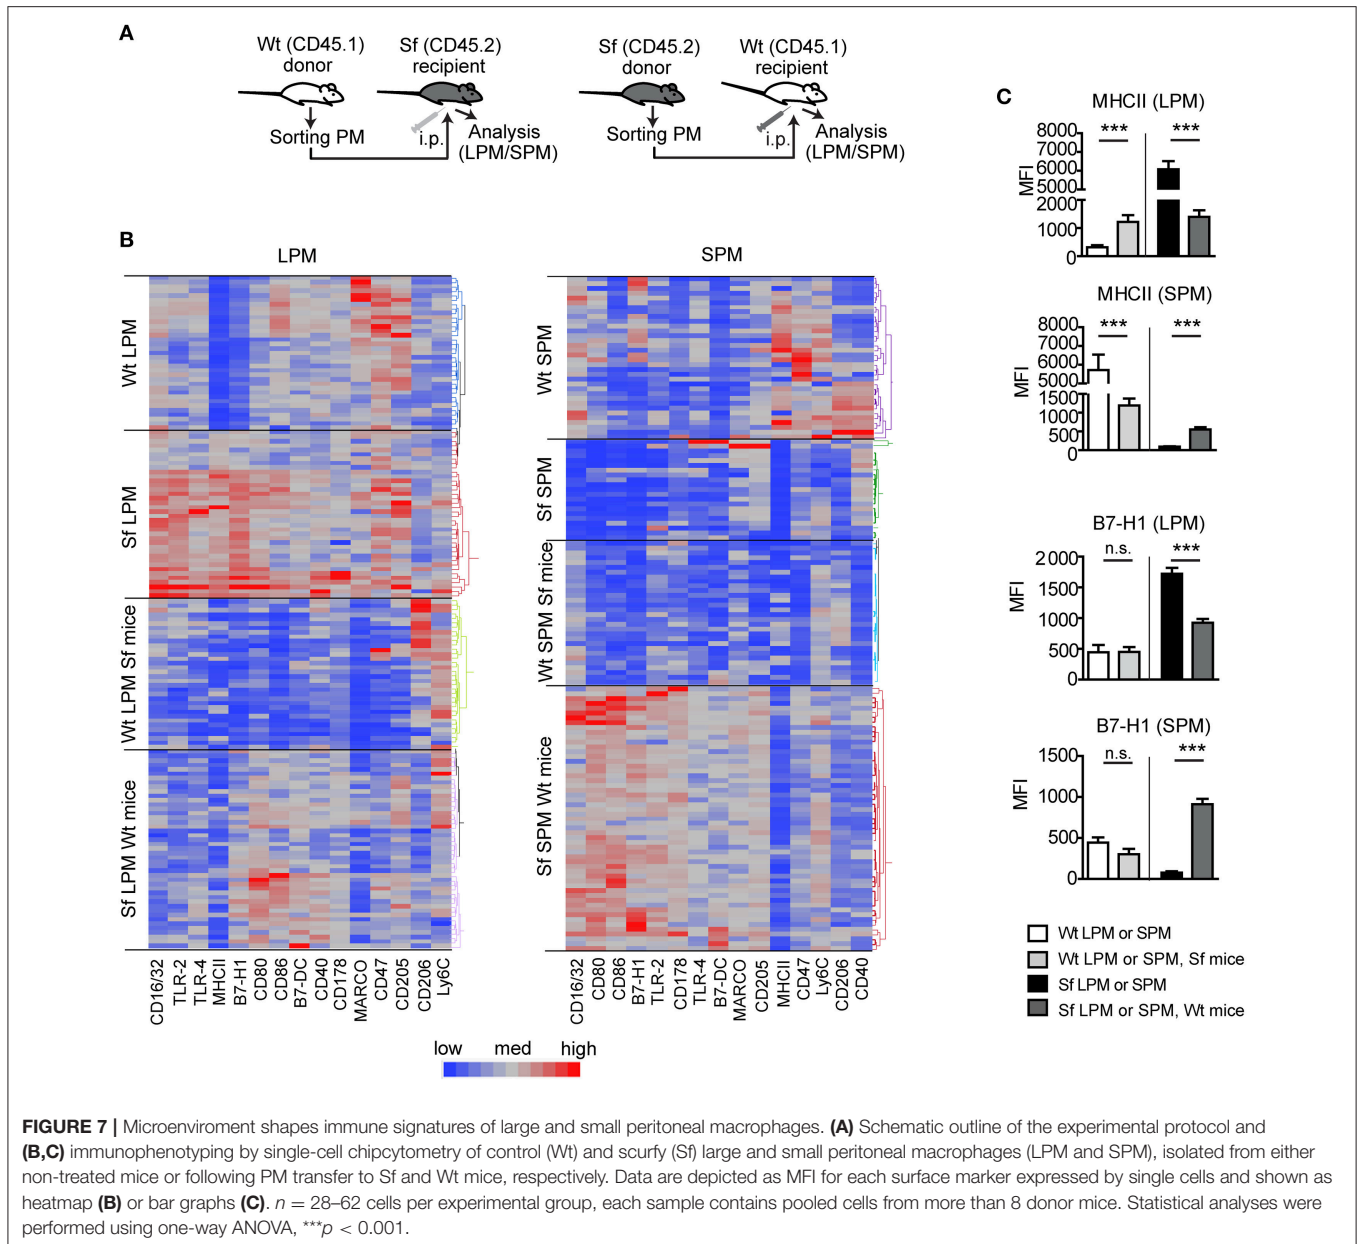 A
Wt (CD45.1)
donor
Sf (CD45.2)
recipient
Sorting PM
i.p.
Analysis
(LPM/SPM)
Sf (CD45.2)
donor
Wt (CD45.1)
recipient
Sorting PM
i.p.
Analysis
(LPM/SPM)
B
LPM
Wt LPM
Sf LPM
Wt LPM Sf mice
Sf LPM Wt mice
CD16/32
TLR-2
TLR-4
MHCII
B7-H1
CD80
CD86
B7-DC
CD40
CD178
MARCO
CD47
CD205
CD206
Ly6C
SPM
Wt SPM
Sf SPM
Wt SPM Sf mice
Sf SPM Wt mice
CD16/32
CD80
CD86
B7-H1
TLR-2
CD178
TLR-4
B7-DC
MARCO
CD205
MHCII
CD47
Ly6C
CD206
CD40
low med high
C
MHCII (LPM)
MFI
8000
7000
6000
5000
2000
1000
0
*** ***
MHCII (SPM)
MFI
8000
7000
6000
5000
1500
1000
500
0
*** ***
B7-H1 (LPM)
MFI
2000
1500
1000
500
0
n.s. ***
B7-H1 (SPM)
MFI
1500
1000
500
0
n.s. ***
Wt LPM or SPM
Wt LPM or SPM, Sf mice
Sf LPM or SPM
Sf LPM or SPM, Wt mice
FIGURE 7 | Microenviroment shapes immune signatures of large and small peritoneal macrophages. (A) Schematic outline of the experimental protocol and
(B,C) immunophenotyping by single-cell chipcytometry of control (Wt) and scurfy (Sf) large and small peritoneal macrophages (LPM and SPM), isolated from either
non-treated mice or following PM transfer to Sf and Wt mice, respectively. Data are depicted as MFI for each surface marker expressed by single cells and shown as
heatmap (B) or bar graphs (C). n = 28–62 cells per experimental group, each sample contains pooled cells from more than 8 donor mice. Statistical analyses were
performed using one-way ANOVA, ***p < 0.001.